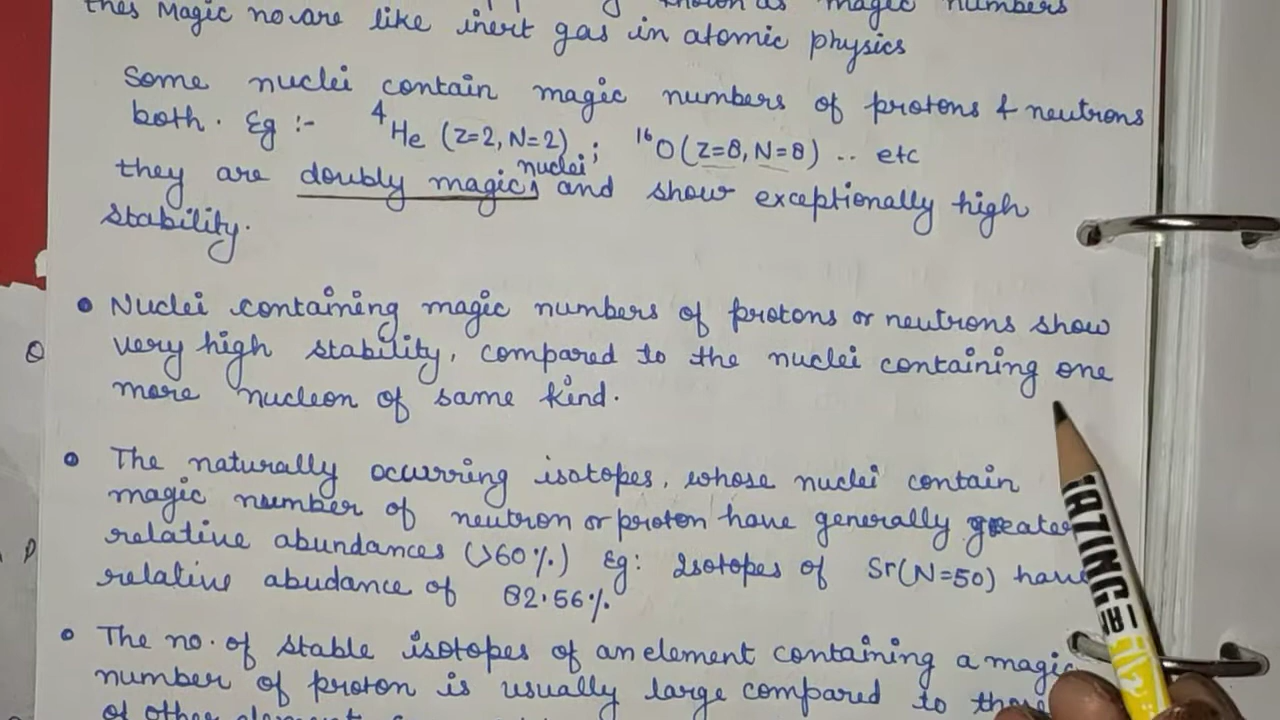 thes Magic no. are like inert gas in atomic physics
Some nuclei contain magic numbers of protons & neutrons
both. Eg :- ⁴He (Z=2, N=2) ; ¹⁶O (Z=8, N=8) .. etc
they are doubly magic, nuclei and show exceptionally high
stability.
• Nuclei containing magic numbers of protons or neutrons show
very high stability, compared to the nuclei containing one
more nucleon of same kind.
• The naturally ocurring isotopes, whose nuclei contain
magic number of neutron or proton have generally greater
relative abundances (>60%) Eg: Isotopes of Sr(N=50) have
relative abudance of 82.56%.
• The no. of stable isotopes of an element containing a magic
number of proton is usually large compared to those
of other